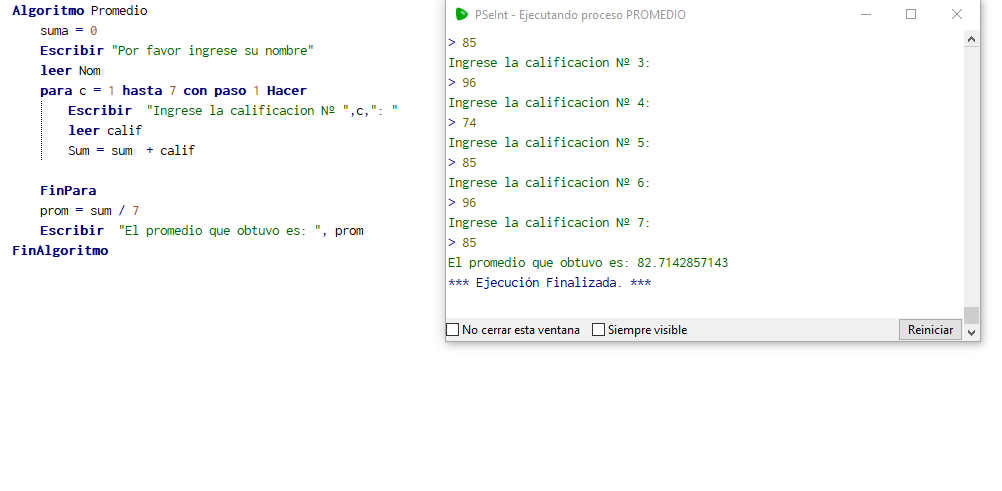 Algoritmo Promedio
suma = 0
Escribir "Por favor ingrese su nombre"
leer Nom
para c = 1 hasta 7 con paso 1 Hacer
Escribir  "Ingrese la calificacion Nº ",c,": "
leer calif
Sum = sum  + calif
FinPara
prom = sum / 7
Escribir  "El promedio que obtuvo es: ", prom
FinAlgoritmo
PSeInt - Ejecutando proceso PROMEDIO
> 85
Ingrese la calificacion Nº 3:
> 96
Ingrese la calificacion Nº 4:
> 74
Ingrese la calificacion Nº 5:
> 85
Ingrese la calificacion Nº 6:
> 96
Ingrese la calificacion Nº 7:
> 85
El promedio que obtuvo es: 82.7142857143
*** Ejecución Finalizada. ***
No cerrar esta ventana
Siempre visible
Reiniciar